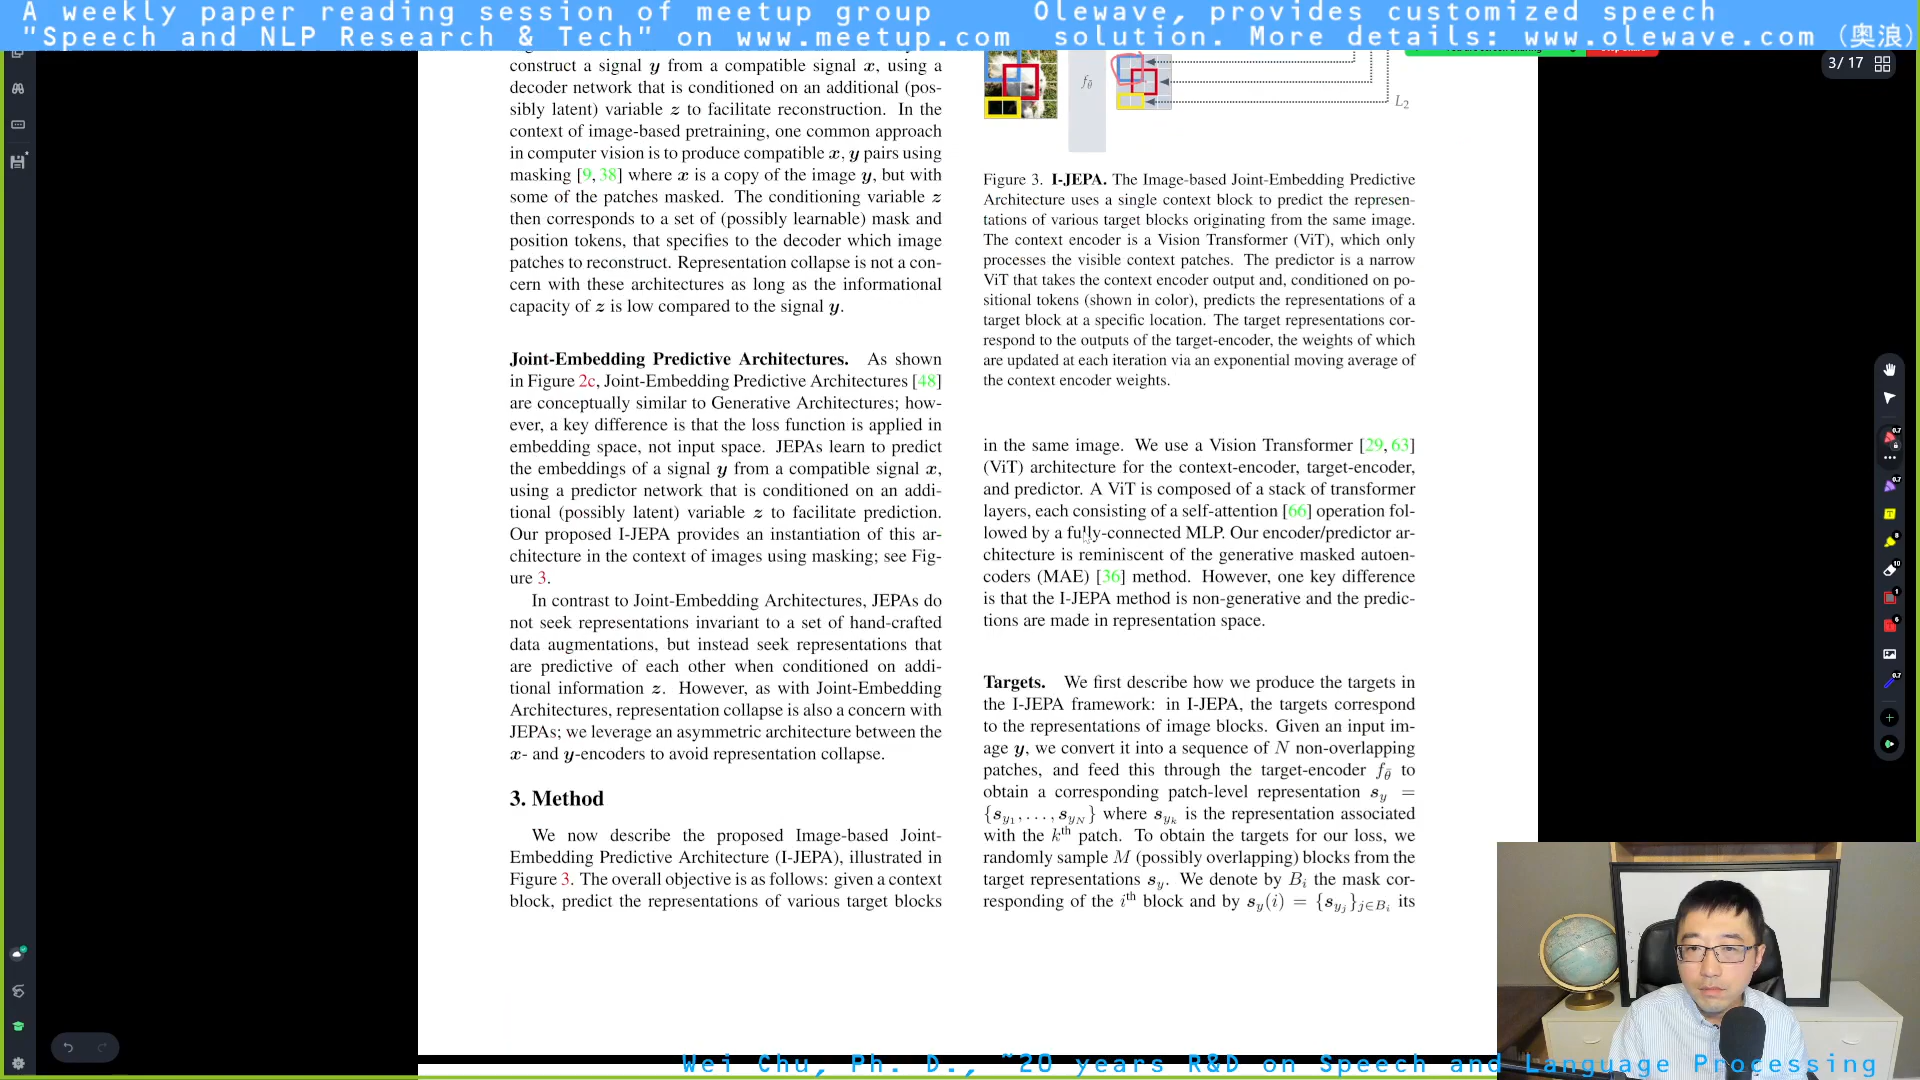 A weekly paper reading session of meetup group
"Speech and NLP Research & Tech" on www.meetup.com
Olewave, provides customized speech
solution. More details: www.olewave.com (奥浪)
3/ 17
construct a signal y from a compatible signal x, using a
decoder network that is conditioned on an additional (pos-
sibly latent) variable z to facilitate reconstruction. In the
context of image-based pretraining, one common approach
in computer vision is to produce compatible x, y pairs using
masking [9, 38] where x is a copy of the image y, but with
some of the patches masked. The conditioning variable z
then corresponds to a set of (possibly learnable) mask and
position tokens, that specifies to the decoder which image
patches to reconstruct. Representation collapse is not a con-
cern with these architectures as long as the informational
capacity of z is low compared to the signal y.
Joint-Embedding Predictive Architectures. As shown
in Figure 2c, Joint-Embedding Predictive Architectures [48]
are conceptually similar to Generative Architectures; how-
ever, a key difference is that the loss function is applied in
embedding space, not input space. JEPAs learn to predict
the embeddings of a signal y from a compatible signal x,
using a predictor network that is conditioned on an addi-
tional (possibly latent) variable z to facilitate prediction.
Our proposed I-JEPA provides an instantiation of this ar-
chitecture in the context of images using masking; see Fig-
ure 3.
In contrast to Joint-Embedding Architectures, JEPAs do
not seek representations invariant to a set of hand-crafted
data augmentations, but instead seek representations that
are predictive of each other when conditioned on addi-
tional information z. However, as with Joint-Embedding
Architectures, representation collapse is also a concern with
JEPAs; we leverage an asymmetric architecture between the
x- and y-encoders to avoid representation collapse.
3. Method
We now describe the proposed Image-based Joint-
Embedding Predictive Architecture (I-JEPA), illustrated in
Figure 3. The overall objective is as follows: given a context
block, predict the representations of various target blocks
f_θ̄
L₂
Figure 3. I-JEPA. The Image-based Joint-Embedding Predictive
Architecture uses a single context block to predict the represen-
tations of various target blocks originating from the same image.
The context encoder is a Vision Transformer (ViT), which only
processes the visible context patches. The predictor is a narrow
ViT that takes the context encoder output and, conditioned on po-
sitional tokens (shown in color), predicts the representations of a
target block at a specific location. The target representations cor-
respond to the outputs of the target-encoder, the weights of which
are updated at each iteration via an exponential moving average of
the context encoder weights.
in the same image. We use a Vision Transformer [29, 63]
(ViT) architecture for the context-encoder, target-encoder,
and predictor. A ViT is composed of a stack of transformer
layers, each consisting of a self-attention [66] operation fol-
lowed by a fully-connected MLP. Our encoder/predictor ar-
chitecture is reminiscent of the generative masked autoen-
coders (MAE) [36] method. However, one key difference
is that the I-JEPA method is non-generative and the predic-
tions are made in representation space.
Targets. We first describe how we produce the targets in
the I-JEPA framework: in I-JEPA, the targets correspond
to the representations of image blocks. Given an input im-
age y, we convert it into a sequence of N non-overlapping
patches, and feed this through the target-encoder f_θ̄ to
obtain a corresponding patch-level representation s_y =
{s_y₁, . . . , s_y_N} where s_y_k is the representation associated
with the kᵗʰ patch. To obtain the targets for our loss, we
randomly sample M (possibly overlapping) blocks from the
target representations s_y. We denote by B_i the mask cor-
responding of the iᵗʰ block and by s_y(i) = {s_y_j}_j∈B_i its
Wei Chu, Ph. D., ~20 years R&D on Speech and Language Processing